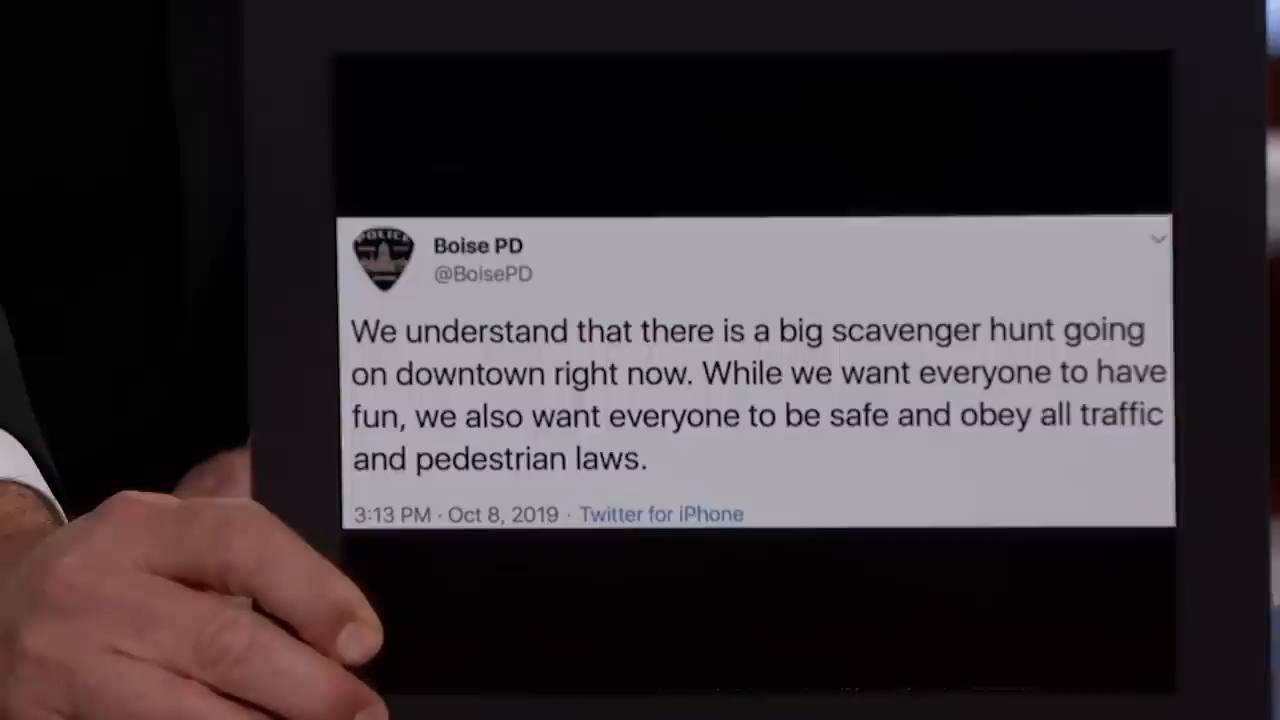 POLICE
Boise PD
@BoisePD
We understand that there is a big scavenger hunt going
on downtown right now. While we want everyone to have
fun, we also want everyone to be safe and obey all traffic
and pedestrian laws.
3:13 PM · Oct 8, 2019 · Twitter for iPhone